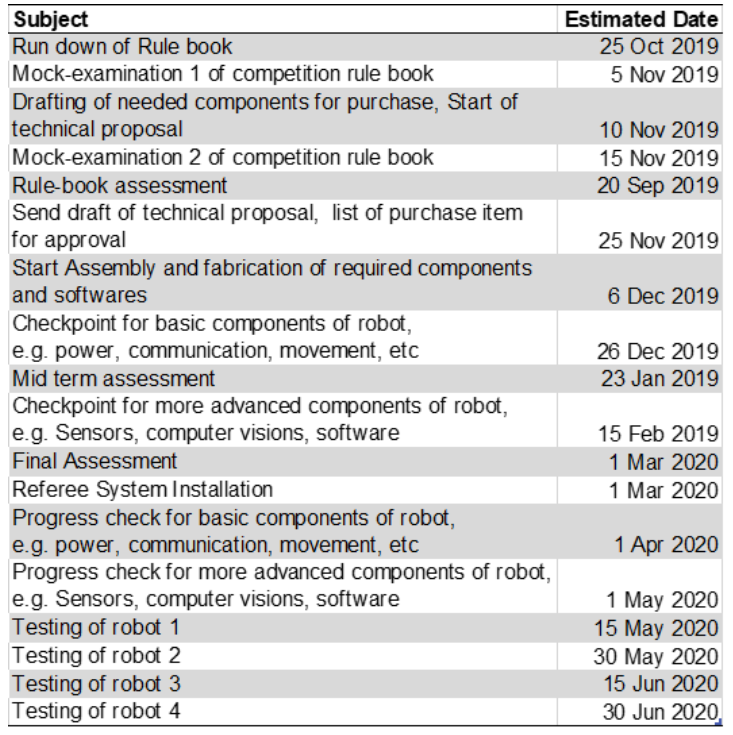 Subject Estimated Date
Run down of Rule book 25 Oct 2019
Mock-examination 1 of competition rule book 5 Nov 2019
Drafting of needed components for purchase, Start of
technical proposal 10 Nov 2019
Mock-examination 2 of competition rule book 15 Nov 2019
Rule-book assessment 20 Sep 2019
Send draft of technical proposal, list of purchase item
for approval 25 Nov 2019
Start Assembly and fabrication of required components
and softwares 6 Dec 2019
Checkpoint for basic components of robot,
e.g. power, communication, movement, etc 26 Dec 2019
Mid term assessment 23 Jan 2019
Checkpoint for more advanced components of robot,
e.g. Sensors, computer visions, software 15 Feb 2019
Final Assessment 1 Mar 2020
Referee System Installation 1 Mar 2020
Progress check for basic components of robot,
e.g. power, communication, movement, etc 1 Apr 2020
Progress check for more advanced components of robot,
e.g. Sensors, computer visions, software 1 May 2020
Testing of robot 1 15 May 2020
Testing of robot 2 30 May 2020
Testing of robot 3 15 Jun 2020
Testing of robot 4 30 Jun 2020